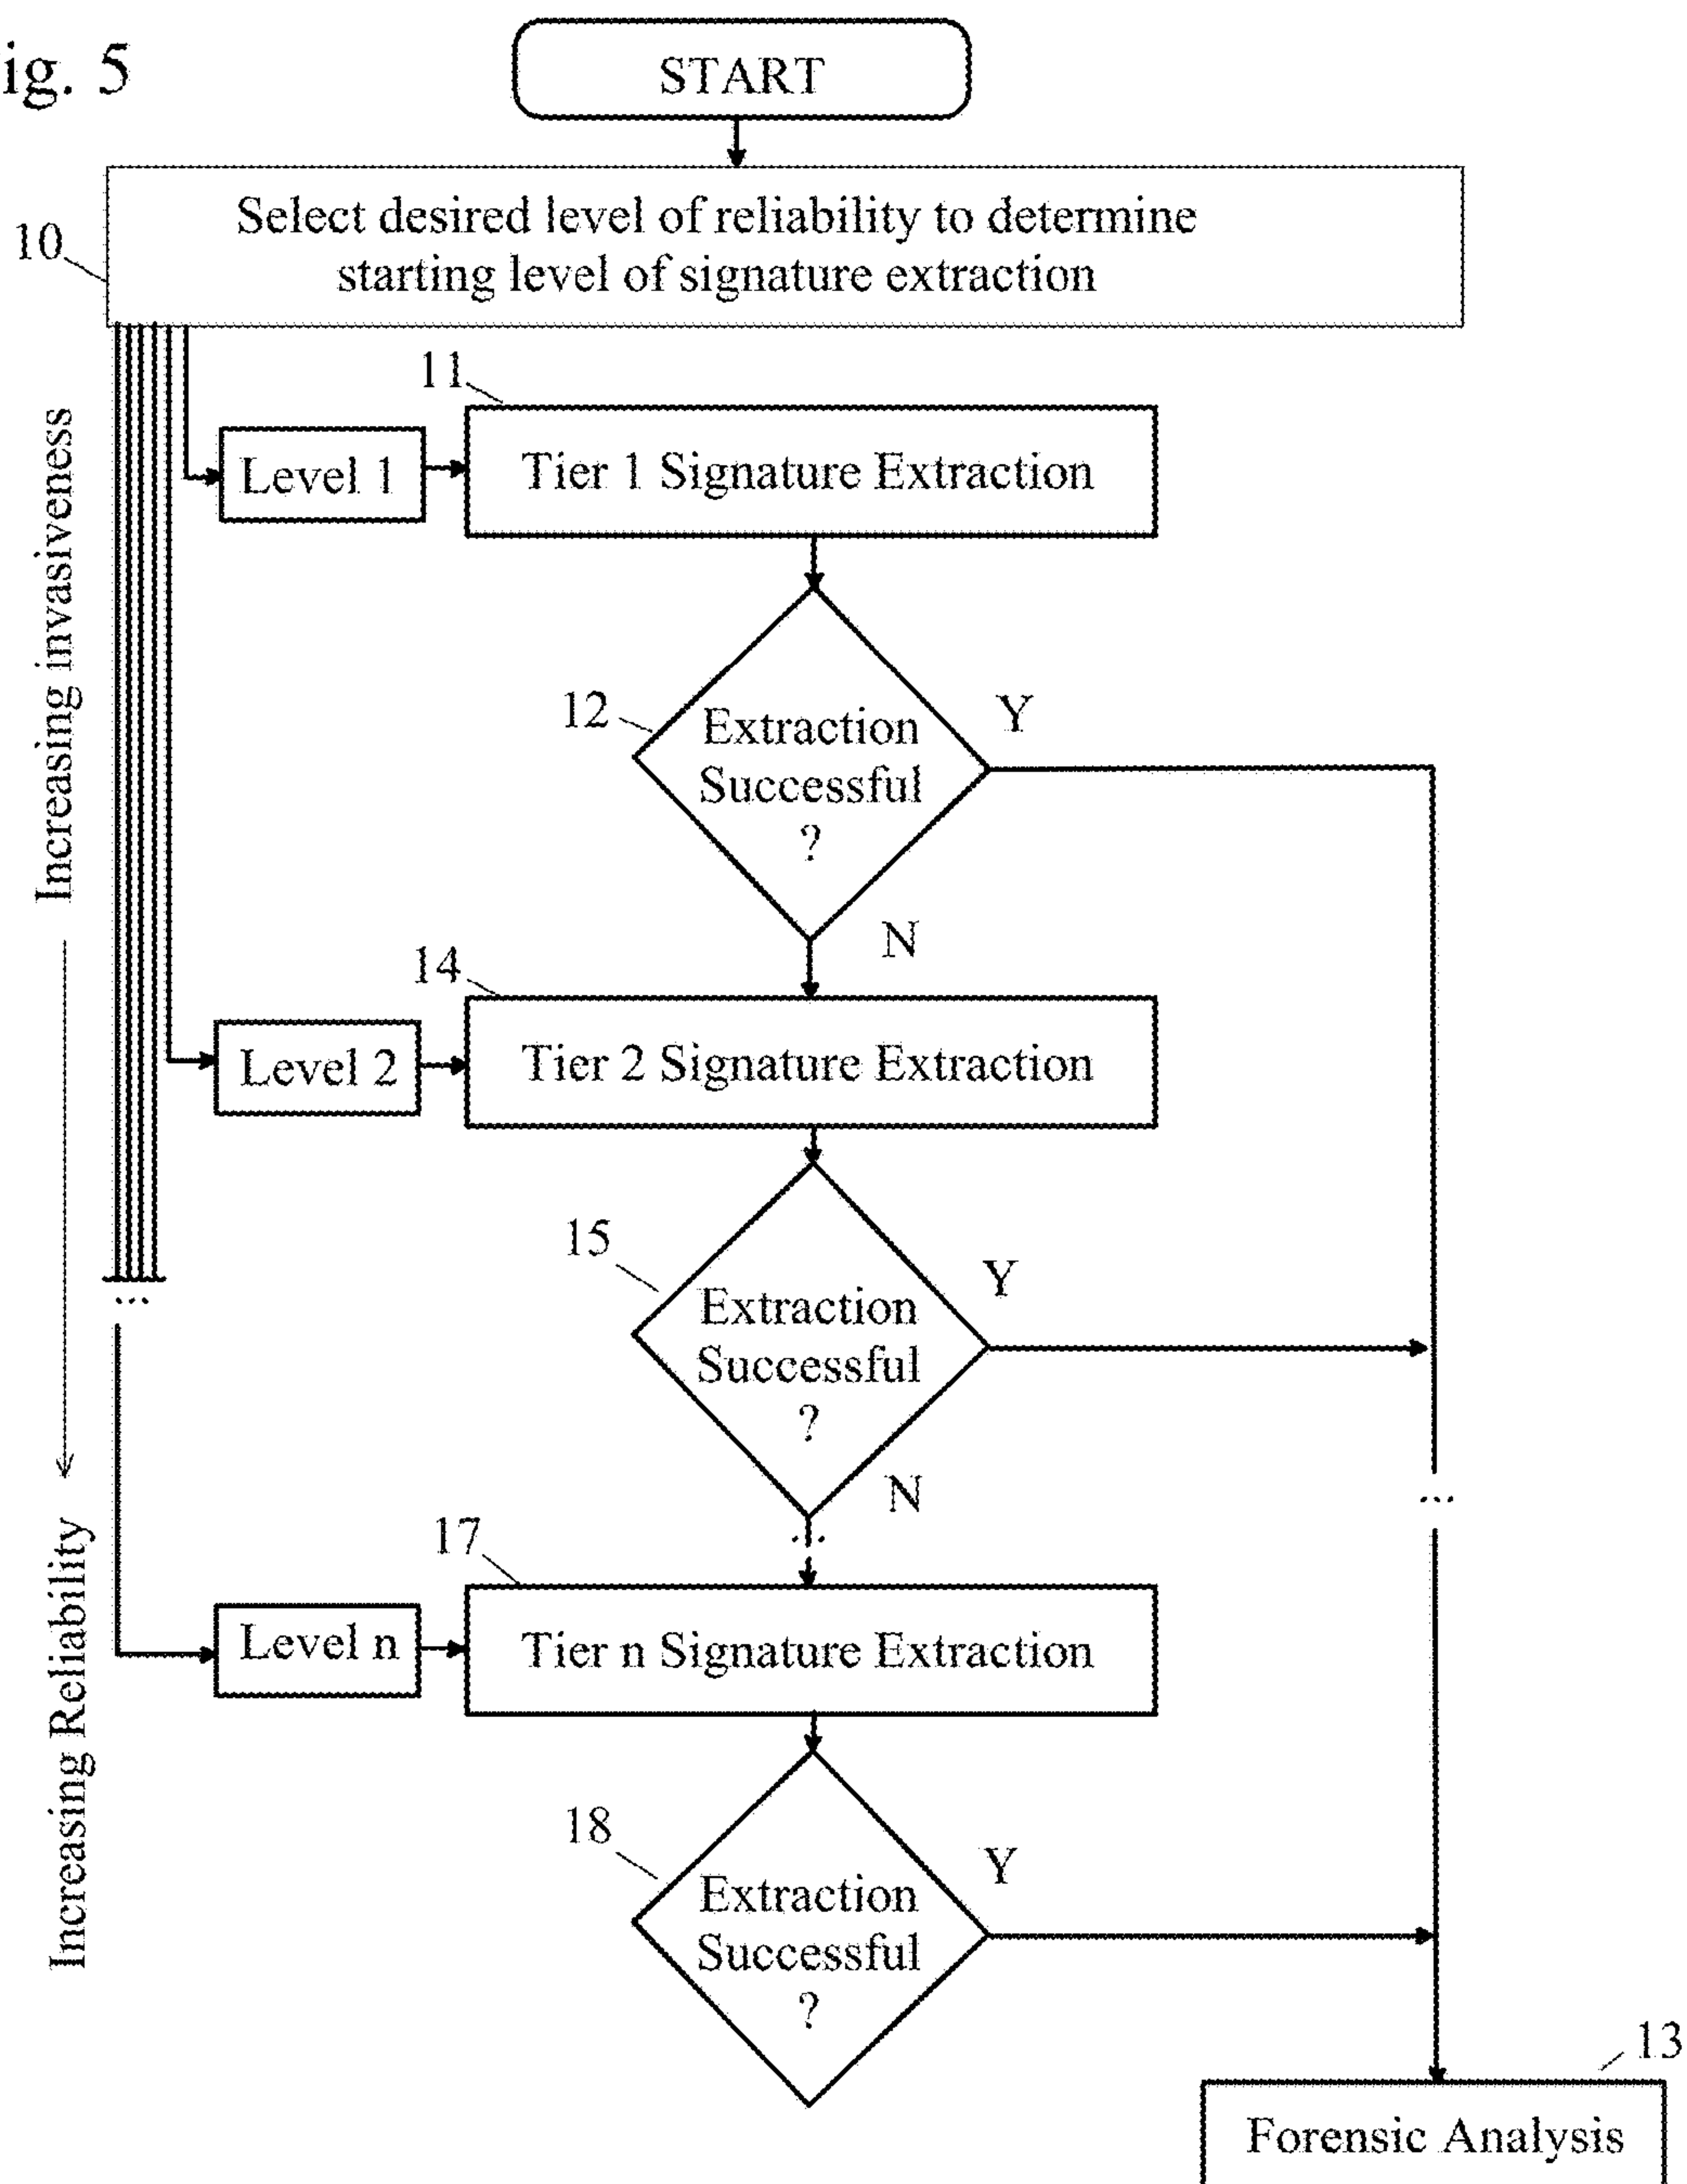 ig. 5
START
10
Select desired level of reliability to determine
starting level of signature extraction
11
Level 1
Tier 1 Signature Extraction
Increasing invasiveness
12
Extraction
Successful
?
Y
N
14
Level 2
Tier 2 Signature Extraction
15
Extraction
Successful
?
Y
N
...
...
...
17
Level n
Tier n Signature Extraction
Increasing Reliability
18
Extraction
Successful
?
Y
13
Forensic Analysis